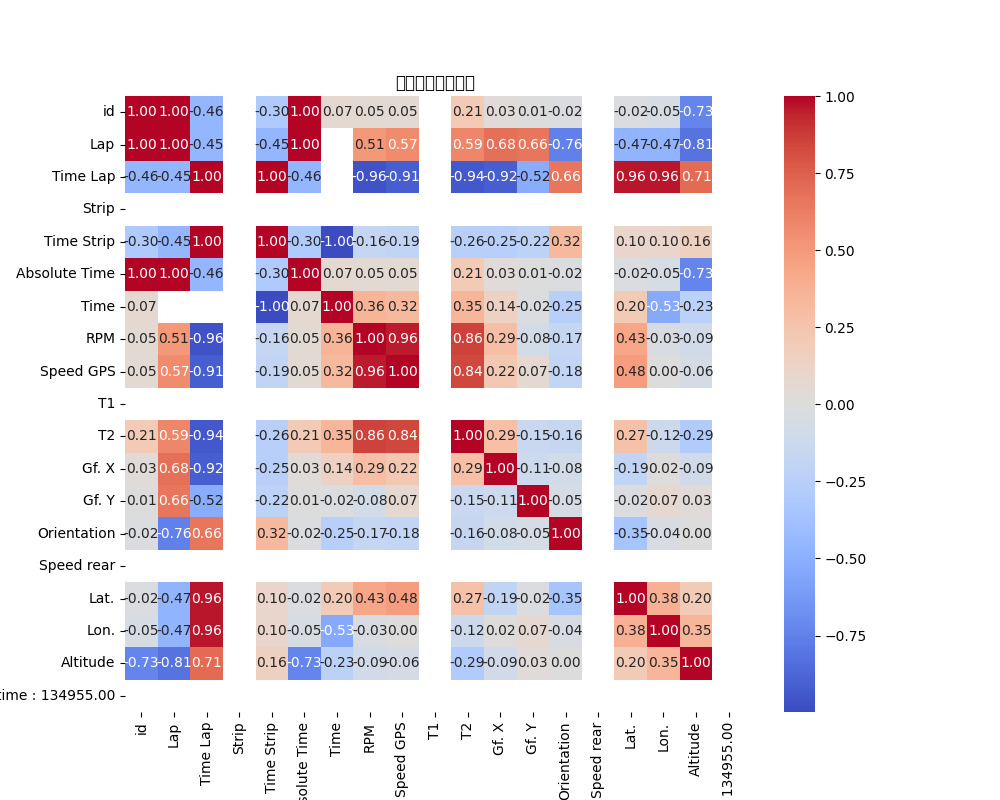 id 1.00 1.00 -0.46 -0.30 1.00 0.07 0.05 0.05 0.21 0.03 0.01 -0.02 -0.02 -0.05 -0.73
Lap 1.00 1.00 -0.45 -0.45 1.00 0.51 0.57 0.59 0.68 0.66 -0.76 -0.47 -0.47 -0.81
Time Lap -0.46 -0.45 1.00 1.00 -0.46 -0.96 -0.91 -0.94 -0.92 -0.52 0.66 0.96 0.96 0.71
Strip
Time Strip -0.30 -0.45 1.00 1.00 -0.30 -1.00 -0.16 -0.19 -0.26 -0.25 -0.22 0.32 0.10 0.10 0.16
Absolute Time 1.00 1.00 -0.46 -0.30 1.00 0.07 0.05 0.05 0.21 0.03 0.01 -0.02 -0.02 -0.05 -0.73
Time 0.07 -1.00 0.07 1.00 0.36 0.32 0.35 0.14 -0.02 -0.25 0.20 -0.53 -0.23
RPM 0.05 0.51 -0.96 -0.16 0.05 0.36 1.00 0.96 0.86 0.29 -0.08 -0.17 0.43 -0.03 -0.09
Speed GPS 0.05 0.57 -0.91 -0.19 0.05 0.32 0.96 1.00 0.84 0.22 0.07 -0.18 0.48 0.00 -0.06
T1
T2 0.21 0.59 -0.94 -0.26 0.21 0.35 0.86 0.84 1.00 0.29 -0.15 -0.16 0.27 -0.12 -0.29
Gf. X 0.03 0.68 -0.92 -0.25 0.03 0.14 0.29 0.22 0.29 1.00 -0.11 -0.08 -0.19 0.02 -0.09
Gf. Y 0.01 0.66 -0.52 -0.22 0.01 -0.02 -0.08 0.07 -0.15 -0.11 1.00 -0.05 -0.02 0.07 0.03
Orientation -0.02 -0.76 0.66 0.32 -0.02 -0.25 -0.17 -0.18 -0.16 -0.08 -0.05 1.00 -0.35 -0.04 0.00
Speed rear
Lat. -0.02 -0.47 0.96 0.10 -0.02 0.20 0.43 0.48 0.27 -0.19 -0.02 -0.35 1.00 0.38 0.20
Lon. -0.05 -0.47 0.96 0.10 -0.05 -0.53 -0.03 0.00 -0.12 0.02 0.07 -0.04 0.38 1.00 0.35
Altitude -0.73 -0.81 0.71 0.16 -0.73 -0.23 -0.09 -0.06 -0.29 -0.09 0.03 0.00 0.20 0.35 1.00
time : 134955.00
id
Lap
Time Lap
Strip
Time Strip
solute Time
Time
RPM
Speed GPS
T1
T2
Gf. X
Gf. Y
Orientation
Speed rear
Lat.
Lon.
Altitude
134955.00
1.00
0.75
0.50
0.25
0.00
−0.25
−0.50
−0.75